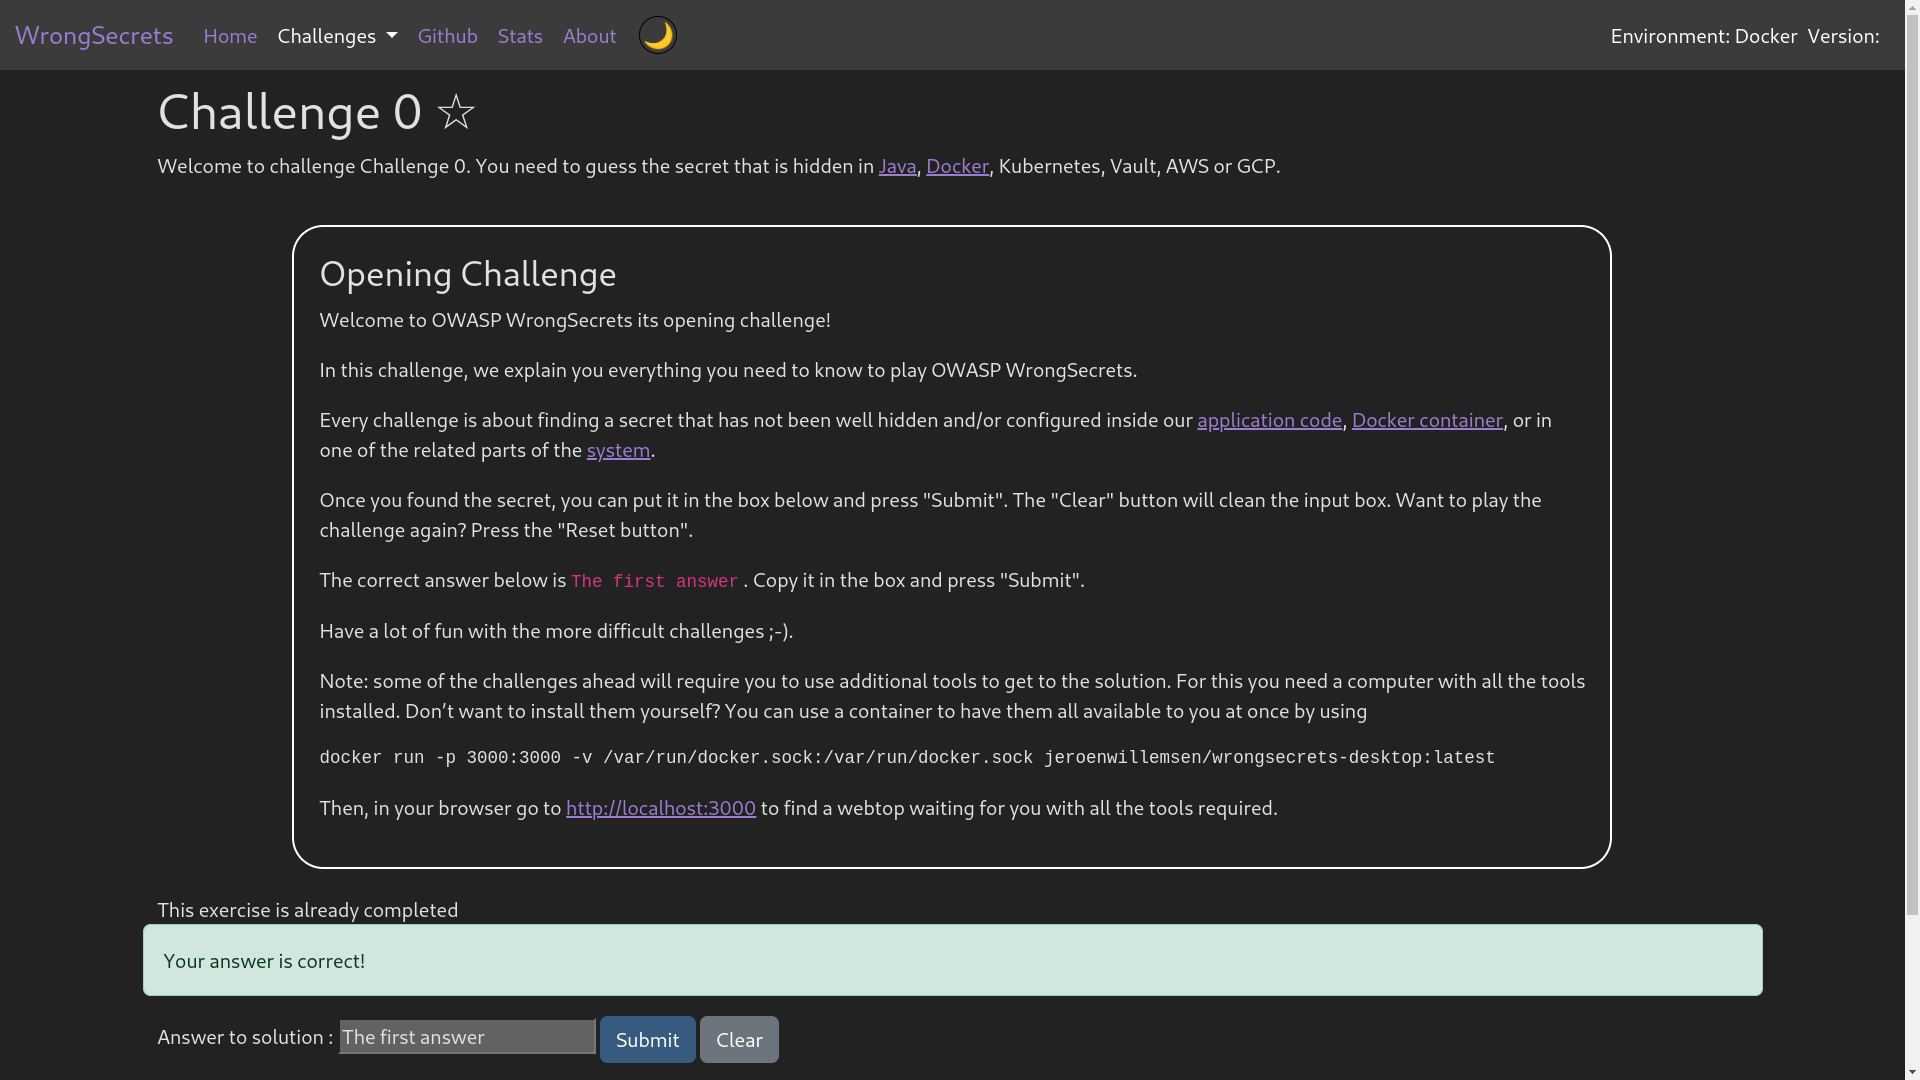 WrongSecrets Home Challenges Github Stats About Environment: Docker Version:
Challenge 0 ☆
Welcome to challenge Challenge 0. You need to guess the secret that is hidden in Java, Docker, Kubernetes, Vault, AWS or GCP.
Opening Challenge
Welcome to OWASP WrongSecrets its opening challenge!
In this challenge, we explain you everything you need to know to play OWASP WrongSecrets.
Every challenge is about finding a secret that has not been well hidden and/or configured inside our application code, Docker container, or in
one of the related parts of the system.
Once you found the secret, you can put it in the box below and press "Submit". The "Clear" button will clean the input box. Want to play the
challenge again? Press the "Reset button".
The correct answer below is The first answer . Copy it in the box and press "Submit".
Have a lot of fun with the more difficult challenges ;-).
Note: some of the challenges ahead will require you to use additional tools to get to the solution. For this you need a computer with all the tools
installed. Don’t want to install them yourself? You can use a container to have them all available to you at once by using
docker run -p 3000:3000 -v /var/run/docker.sock:/var/run/docker.sock jeroenwillemsen/wrongsecrets-desktop:latest
Then, in your browser go to http://localhost:3000 to find a webtop waiting for you with all the tools required.
This exercise is already completed
Your answer is correct!
Answer to solution : The first answer Submit Clear